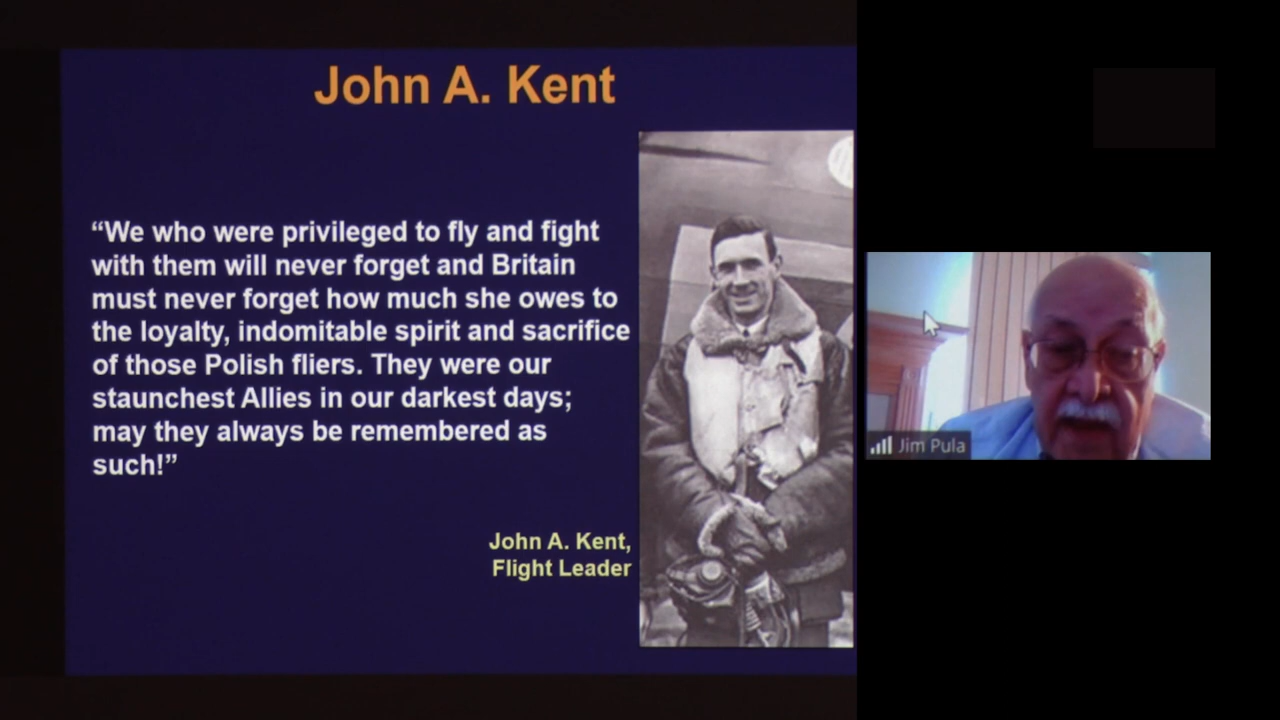 John A. Kent
“We who were privileged to fly and fight
with them will never forget and Britain
must never forget how much she owes to
the loyalty, indomitable spirit and sacrifice
of those Polish fliers. They were our
staunchest Allies in our darkest days;
may they always be remembered as
such!”
John A. Kent,
Flight Leader
Jim Pula